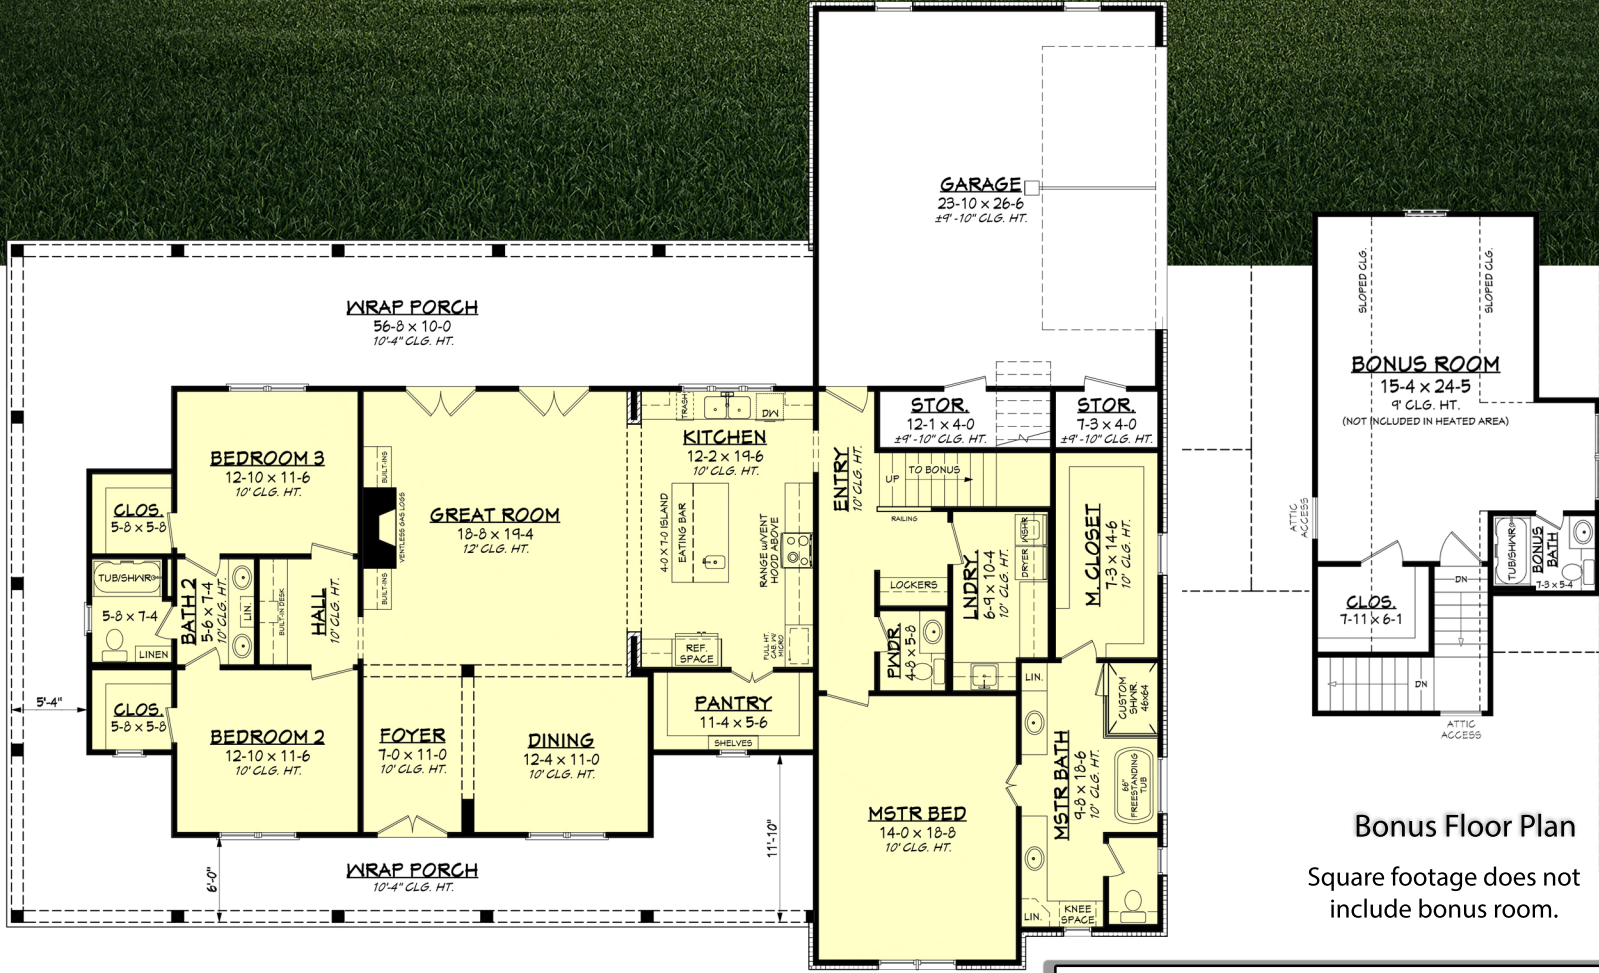 GARAGE
23-10 x 26-6
±9'-10" CLG. HT.
WRAP PORCH
56-8 x 10-0
10'-4" CLG. HT.
BEDROOM 3
12-10 x 11-6
10' CLG. HT.
CLOS.
5-8 x 5-8
TUB/SHWR
5-8 x 7-4
LINEN
BATH 2
5-6 x 7-4
10' CLG. HT.
LIN.
BUILT-IN DESK
HALL
10' CLG. HT.
CLOS.
5-8 x 5-8
5'-4"
BEDROOM 2
12-10 x 11-6
10' CLG. HT.
BUILT-INS
VENTLESS GAS LOGS
BUILT-INS
GREAT ROOM
18-8 x 19-4
12' CLG. HT.
FOYER
7-0 x 11-0
10' CLG. HT.
DINING
12-4 x 11-0
10' CLG. HT.
TRASH
DW
KITCHEN
12-2 x 19-6
10' CLG. HT.
4-0 x 7-0 ISLAND
EATING BAR
RANGE w/VENT
HOOD ABOVE
REF.
SPACE
FULL HT.
CAB. W/
MICRO
PANTRY
11-4 x 5-6
SHELVES
WRAP PORCH
10'-4" CLG. HT.
6'-0"
11'-10"
ENTRY
10' CLG. HT.
STOR.
12-1 x 4-0
±9'-10" CLG. HT.
STOR.
7-3 x 4-0
±9'-10" CLG. HT.
TO BONUS
UP
RAILING
LOCKERS
PWDR.
4-8 x 5-8
LNDRY.
6-9 x 10-4
10' CLG. HT.
WSHR
DRYER
M. CLOSET
7-3 x 14-6
10' CLG. HT.
LIN.
CUSTOM
SHWR.
46x64
MSTR BATH
9-8 x 18-6
10' CLG. HT.
66"
FREESTANDING
TUB
MSTR BED
14-0 x 18-8
10' CLG. HT.
LIN.
KNEE
SPACE
SLOPED CLG.
SLOPED CLG.
BONUS ROOM
15-4 x 24-5
9' CLG. HT.
(NOT INCLUDED IN HEATED AREA)
ATTIC
ACCESS
TUB/SHWR
BONUS
BATH
7-3 x 5-4
CLOS.
7-11 x 6-1
DN
DN
ATTIC
ACCESS
Bonus Floor Plan
Square footage does not
include bonus room.